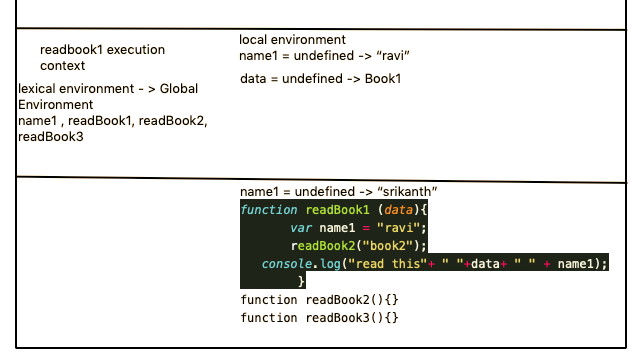 readbook1 execution
context
lexical environment - > Global
Environment
name1 , readBook1, readBook2,
readBook3
local environment
name1 = undefined -> “ravi”
data = undefined -> Book1
name1 = undefined -> “srikanth”
function readBook1 (data){
var name1 = "ravi";
readBook2("book2");
console.log("read this"+ " "+data+ " " + name1);
}
function readBook2(){}
function readBook3(){}